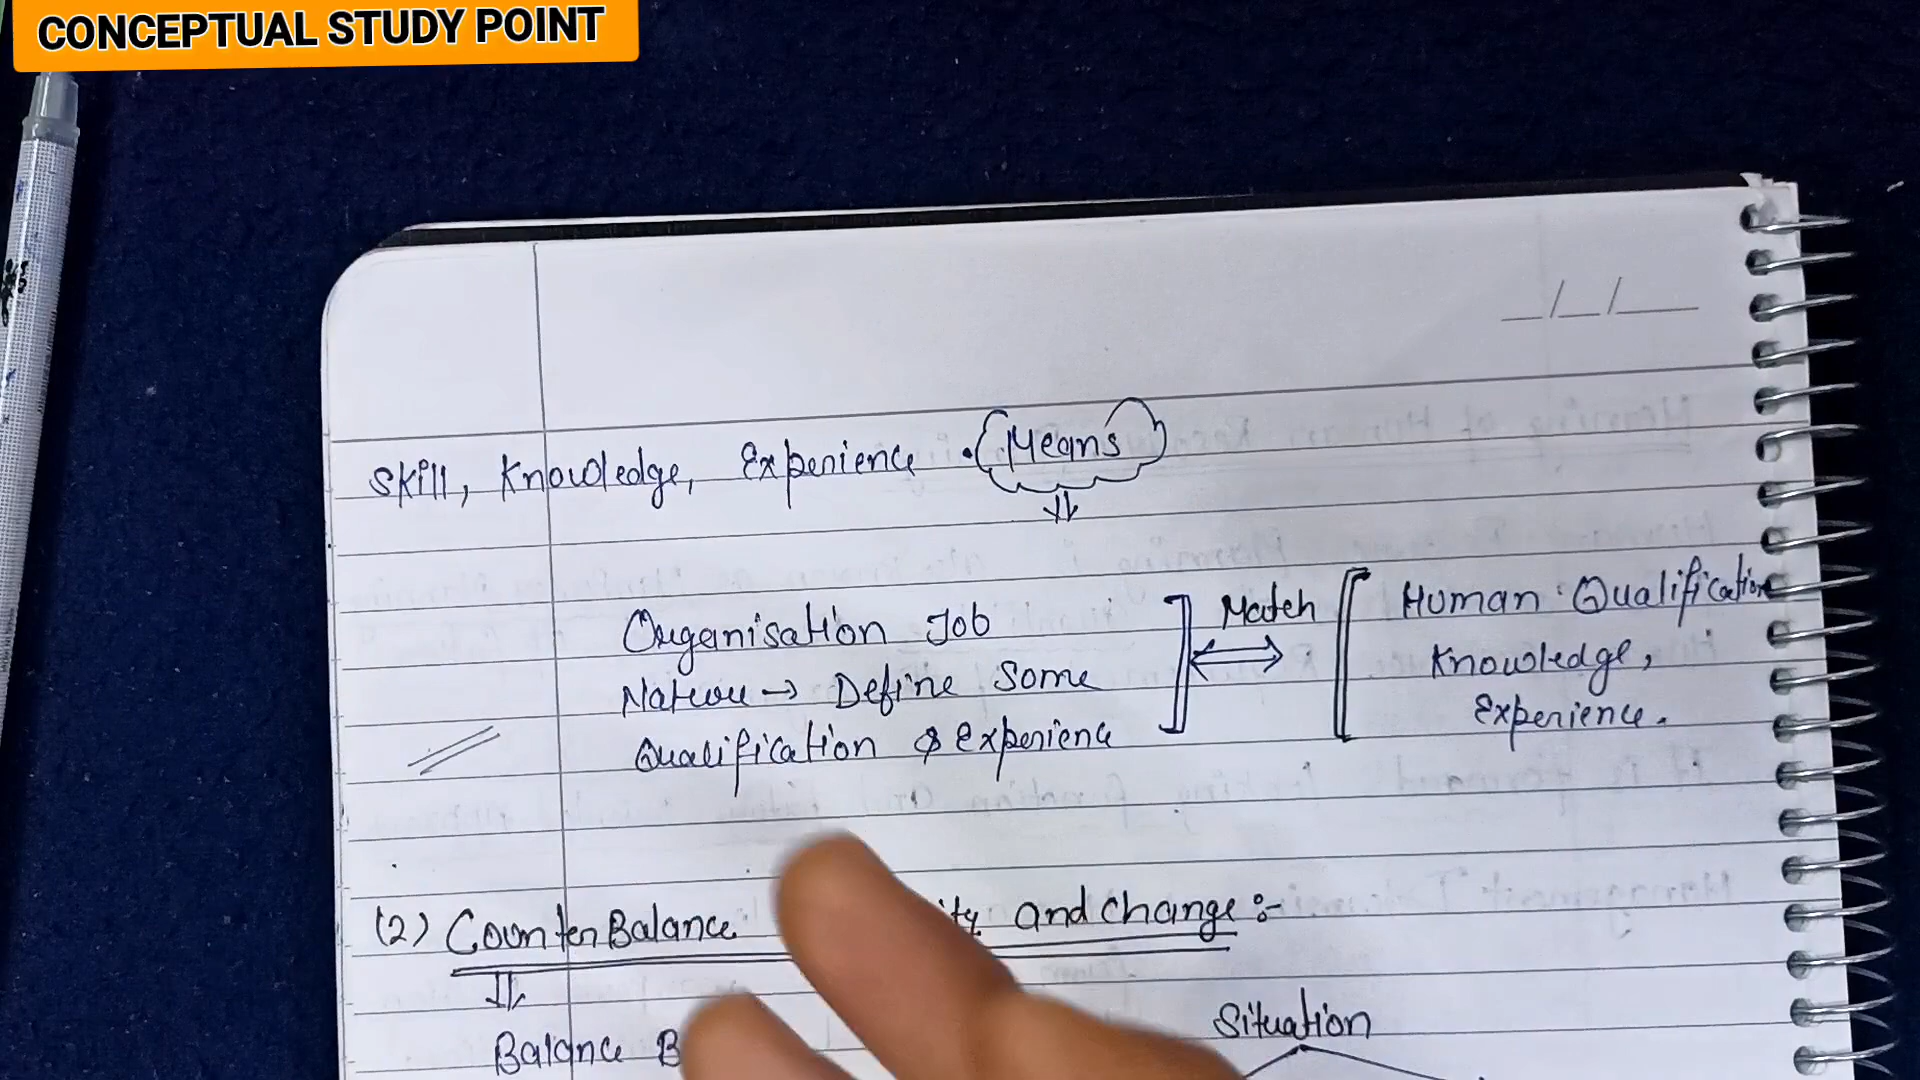 CONCEPTUAL STUDY POINT
_/_/__
Skill, Knowledge, Experience . Means
Organisation Job
Nature → Define Some
Qualification & Experience
Match
Human Qualification
Knowledge,
Experience.
(2) Counter Balance and change :-
Balance
Situation